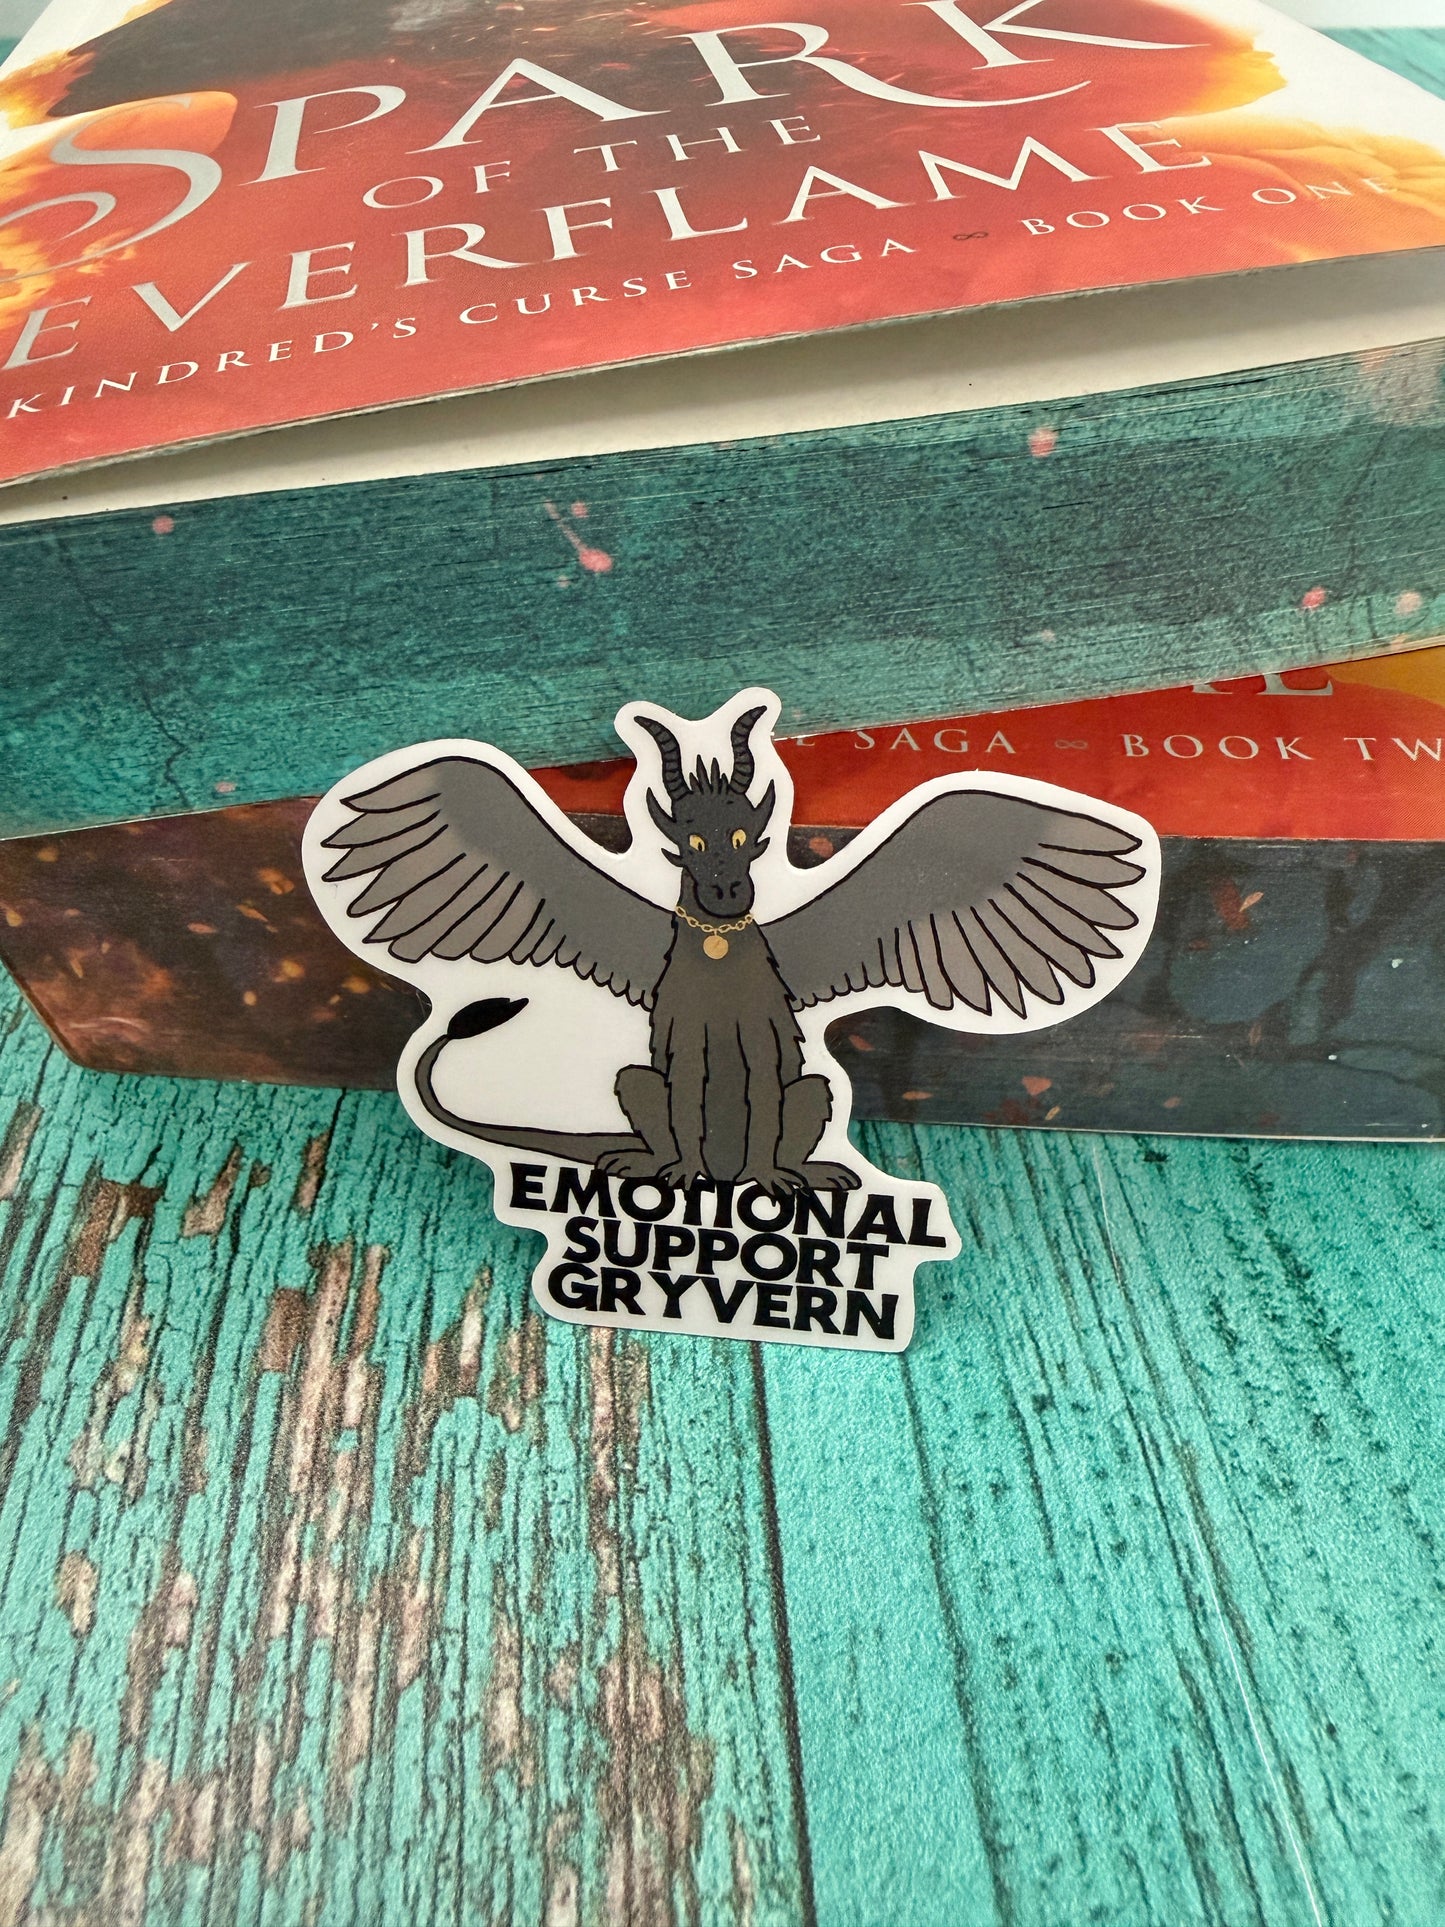 SPARK
OF THE
EVERFLAME
KINDRED'S CURSE SAGA ∞ BOOK ONE
SAGA ∞ BOOK TW
EMOTIONAL
SUPPORT
GRYVERN